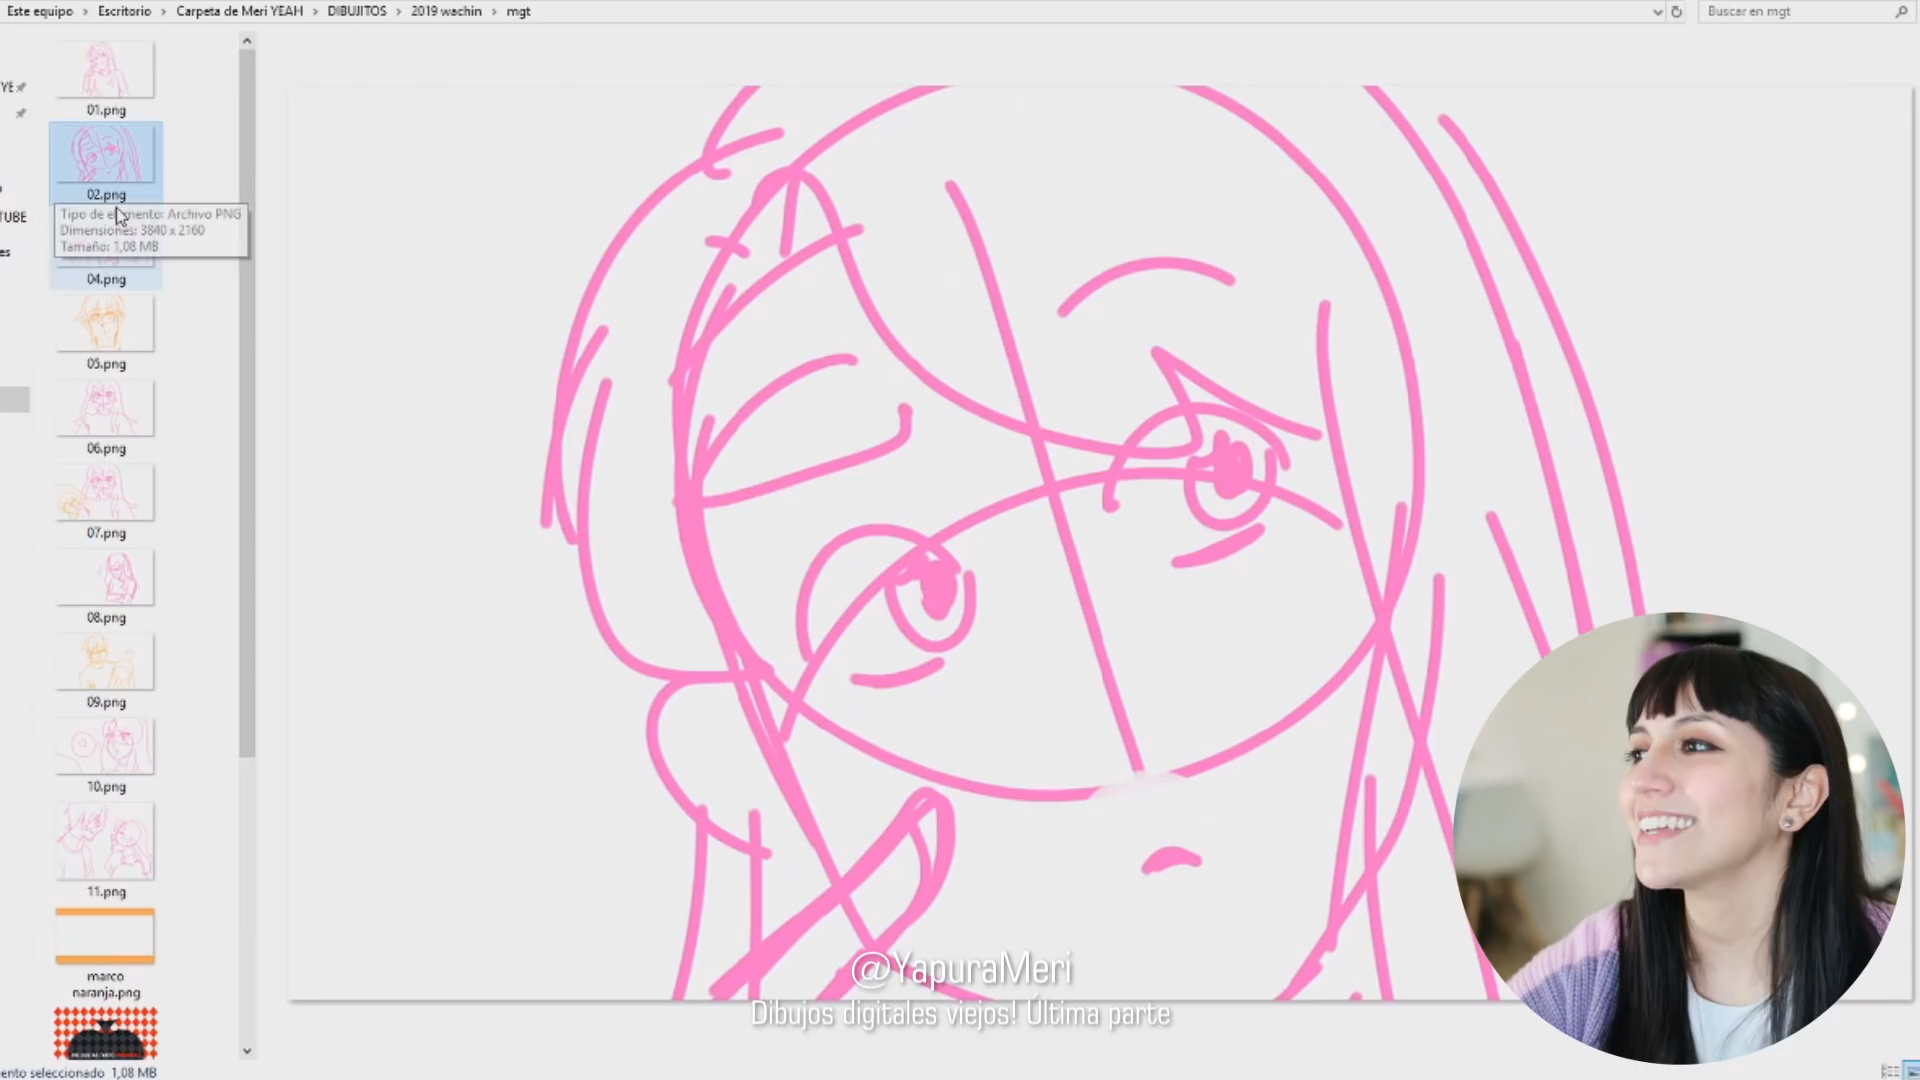 Este equipo > Escritorio > Carpeta de Meri YEAH > DIBUJITOS > 2019 wachin > mgt
Buscar en mgt
YE
TUBE
es
01.png
02.png
Tipo de elemento: Archivo PNG
Dimensiones: 3840 x 2160
Tamaño: 1,08 MB
04.png
05.png
06.png
07.png
08.png
09.png
10.png
11.png
marco
naranja.png
ento seleccionado 1,08 MB
@YapuraMeri
Dibujos digitales viejos! Última parte